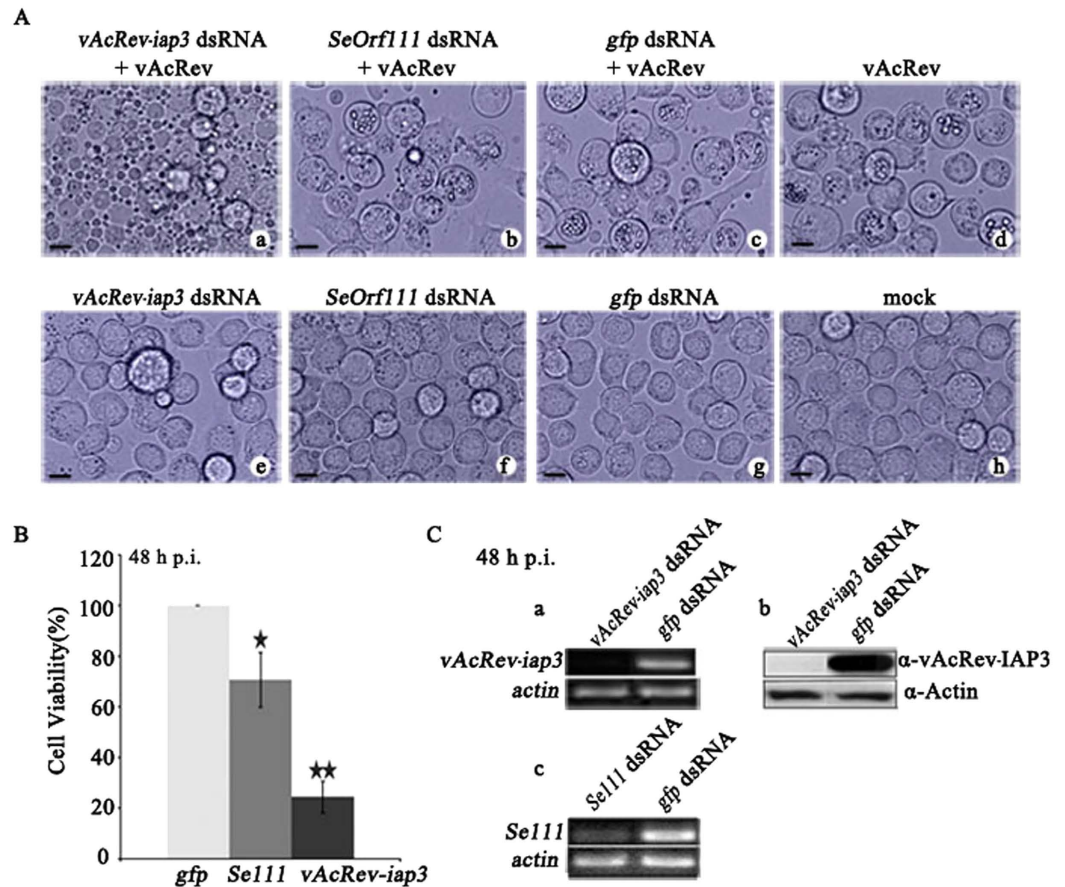 A
vAcRev-iap3 dsRNA
+ vAcRev
SeOrf111 dsRNA
+ vAcRev
gfp dsRNA
+ vAcRev
vAcRev
a
b
c
d
vAcRev-iap3 dsRNA
SeOrf111 dsRNA
gfp dsRNA
mock
e
f
g
h
B
48 h p.i.
Cell Viability(%)
120
100
80
60
40
20
0
gfp
Se111
vAcRev-iap3
C
48 h p.i.
a
vAcRev-iap3 dsRNA
gfp dsRNA
vAcRev-iap3
actin
b
vAcRev-iap3 dsRNA
gfp dsRNA
α-vAcRev-IAP3
α-Actin
c
Se111 dsRNA
gfp dsRNA
Se111
actin